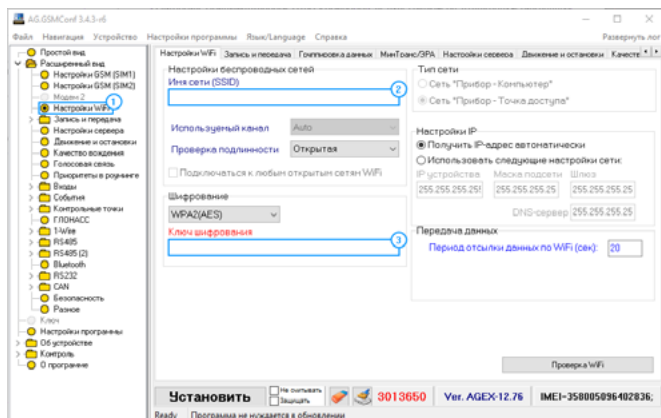 AG.GSMConf 3.4.3-r6
Файл Навигация Устройство Настройки программы Язык/Language Справка Развернуть лог
Простой вид
Расширенный вид
Настройки GSM (SIM1)
Настройки GSM (SIM2)
Модем 2
Настройки WiFi
1
Запись и передача
Настройки сервера
Движение и остановки
Качество вождения
Голосовая связь
Приоритеты в роуминге
Входы
События
Контрольные точки
ГЛОНАСС
1-Wire
RS485
RS485 (2)
Bluetooth
RS232
CAN
Безопасность
Разное
Ключ
Настройки программы
Об устройстве
Контроль
О программе
Настройки WiFi Запись и передача Группировка данных МинТранс/ЭРА Настройки сервера Движение и остановки Качеств
Настройки беспроводных сетей
Имя сети (SSID)
2
Используемый канал Auto
Проверка подлинности Открытая
Подключаться к любым открытым сетям WiFi
Шифрование
WPA2(AES)
Ключ шифрования
3
Тип сети
Сеть "Прибор - Компьютер"
Сеть "Прибор - Точка доступа"
Настройки IP
Получить IP-адрес автоматически
Использовать следующие настройки сети:
IP устройства Маска подсети Шлюз
255.255.255.25! 255.255.255.25 255.255.255.25
DNS-сервер 255.255.255.25
Передача данных
Период отсылки данных по WiFi (сек): 20
Проверка WiFi
Установить
Не считывать
Защищать
3013650 Ver. AGEX-12.76 IMEI=358005096402836;
Ready Программа не нуждается в обновлении